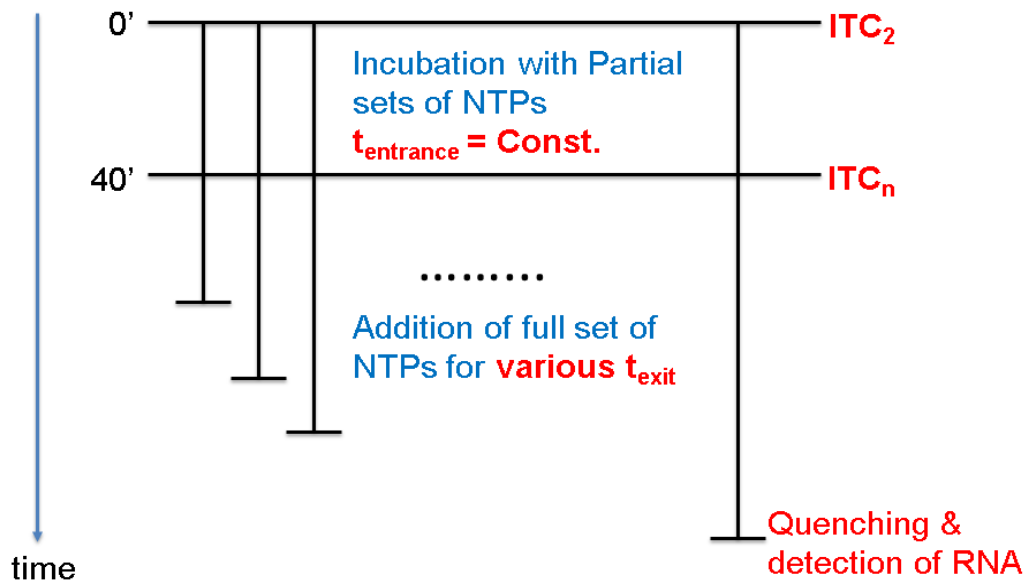 0’
ITC2
Incubation with Partial
sets of NTPs
tentrance = Const.
40’
ITCn
………
Addition of full set of
NTPs for various texit
Quenching &
detection of RNA
time